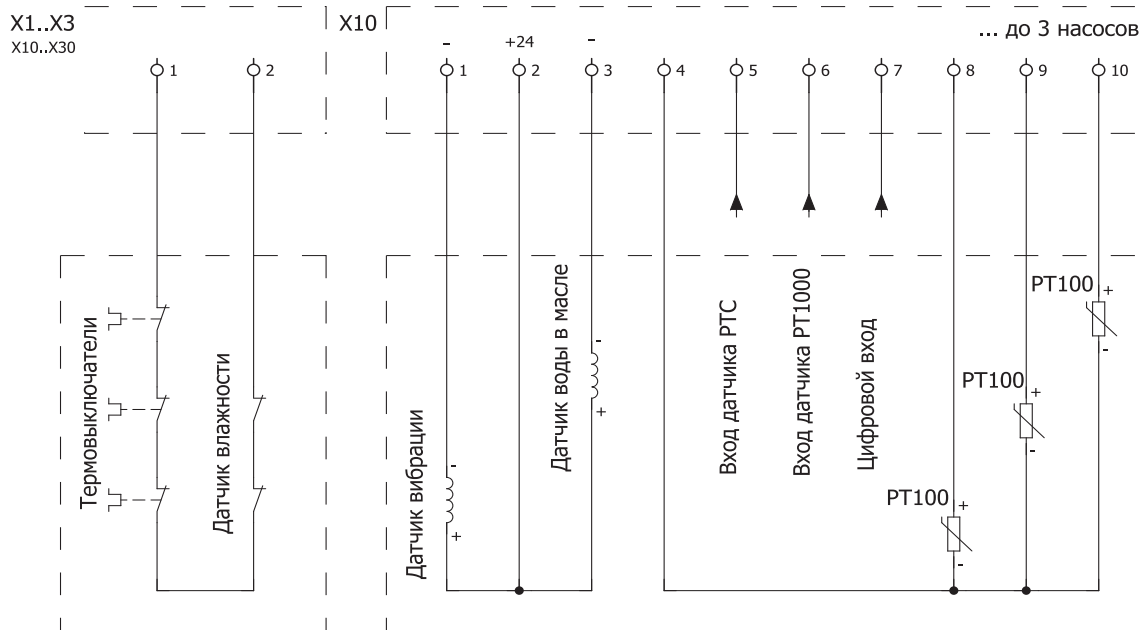 X1..X3
X10..X30
1
2
X10
... до 3 насосов
-
+24
-
1
2
3
4
5
6
7
8
9
10
Термовыключатели
Датчик влажности
Датчик вибрации
-
+
Датчик воды в масле
-
+
Вход датчика PTC
Вход датчика PT1000
Цифровой вход
PT100
+
-
PT100
+
-
PT100
+
-